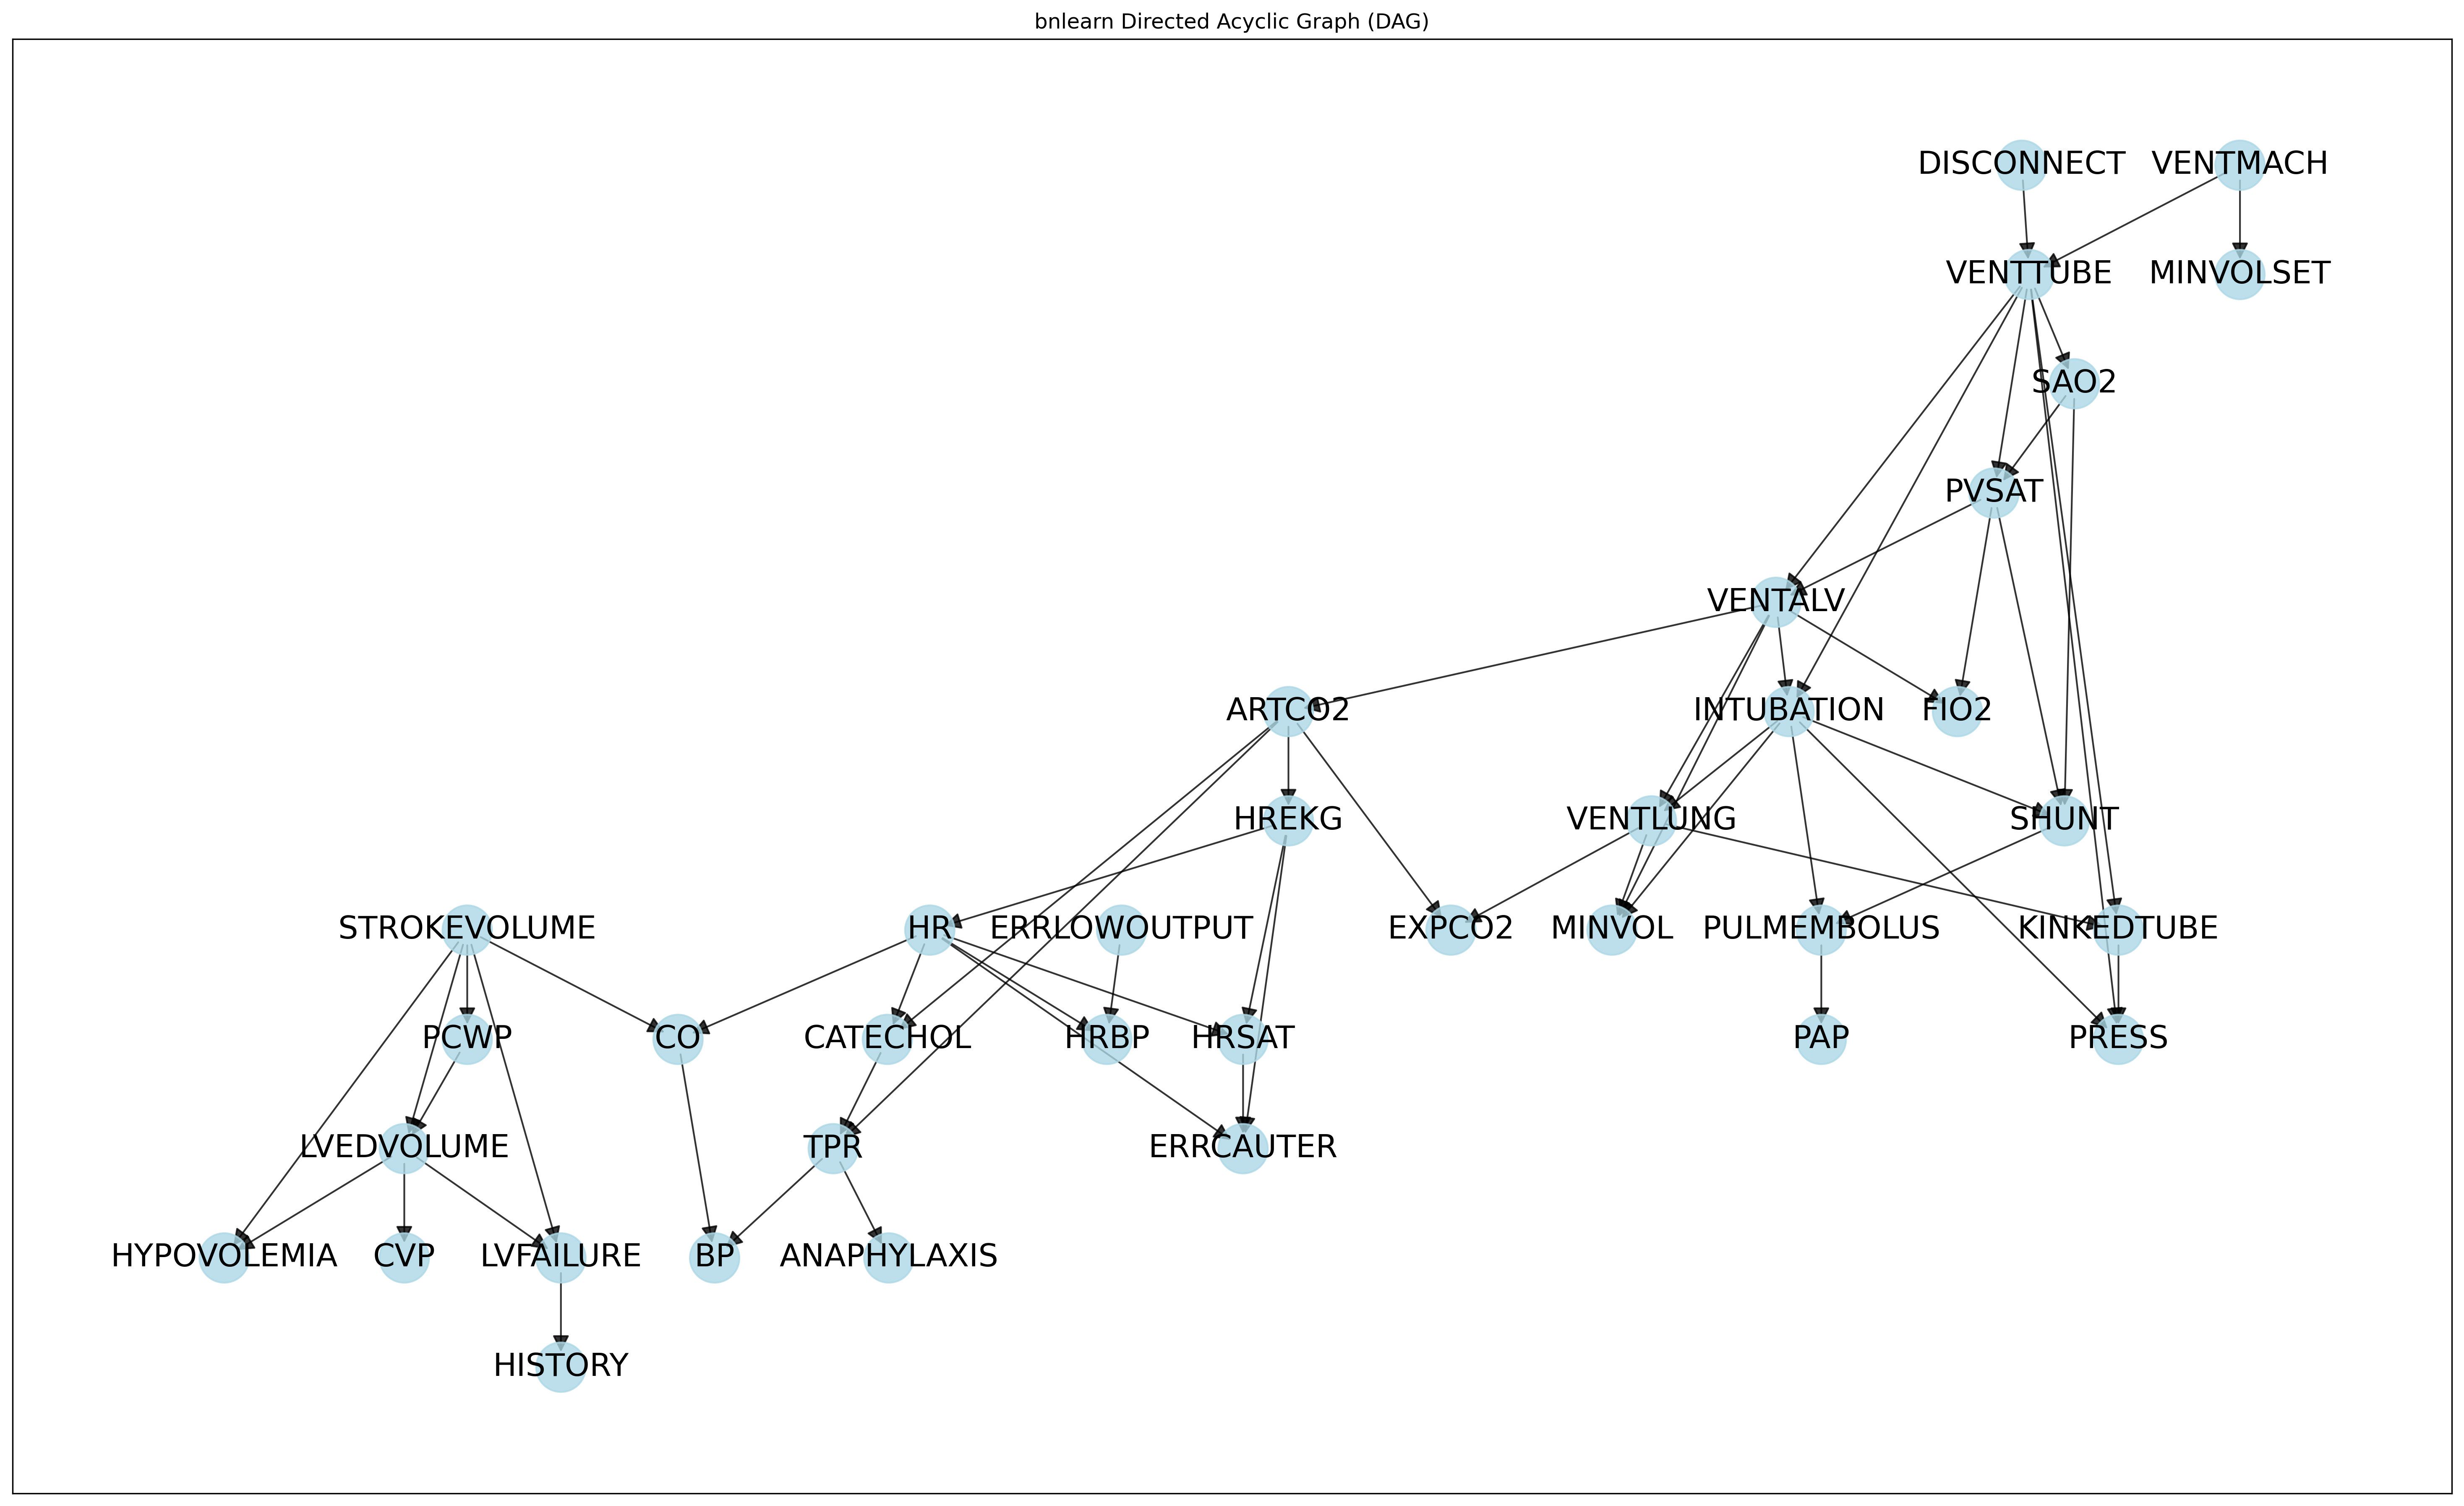 bnlearn Directed Acyclic Graph (DAG)
DISCONNECT VENTMACH
VENTTUBE MINVOLSET
SAO2
PVSAT
VENTALV
ARTCO2 INTUBATION FIO2
HREKG VENTLUNG SHUNT
STROKEVOLUME HR ERRLOWOUTPUT EXPCO2 MINVOL PULMEMBOLUS KINKEDTUBE
PCWP CO CATECHOL HRBP HRSAT PAP PRESS
LVEDVOLUME TPR ERRCAUTER
HYPOVOLEMIA CVP LVFAILURE BP ANAPHYLAXIS
HISTORY